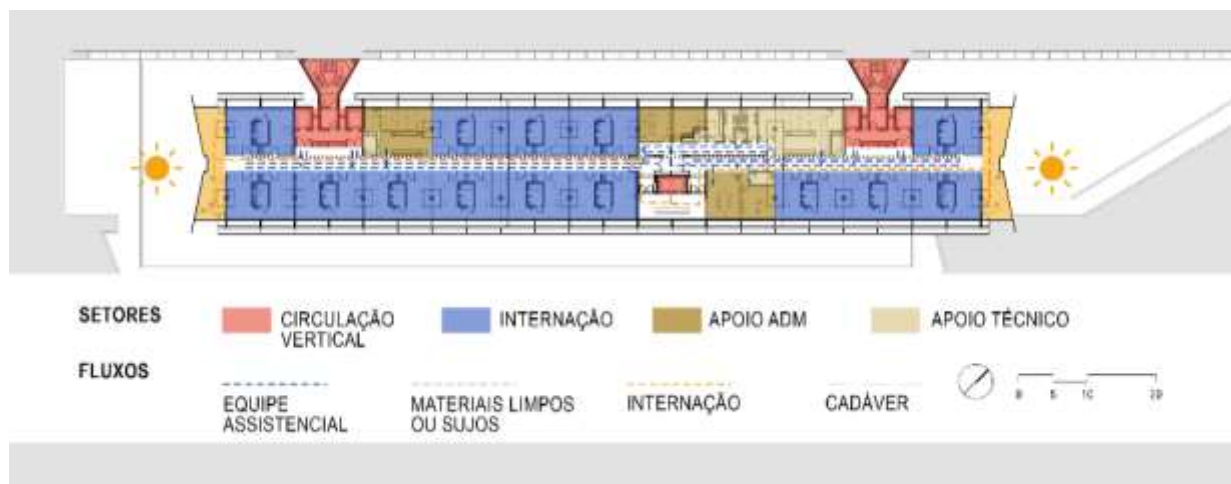 SETORES
CIRCULAÇÃO
VERTICAL
INTERNAÇÃO
APOIO ADM
APOIO TÉCNICO
FLUXOS
EQUIPE
ASSISTENCIAL
MATERIAIS LIMPOS
OU SUJOS
INTERNAÇÃO
CADÁVER
0 5 10 20